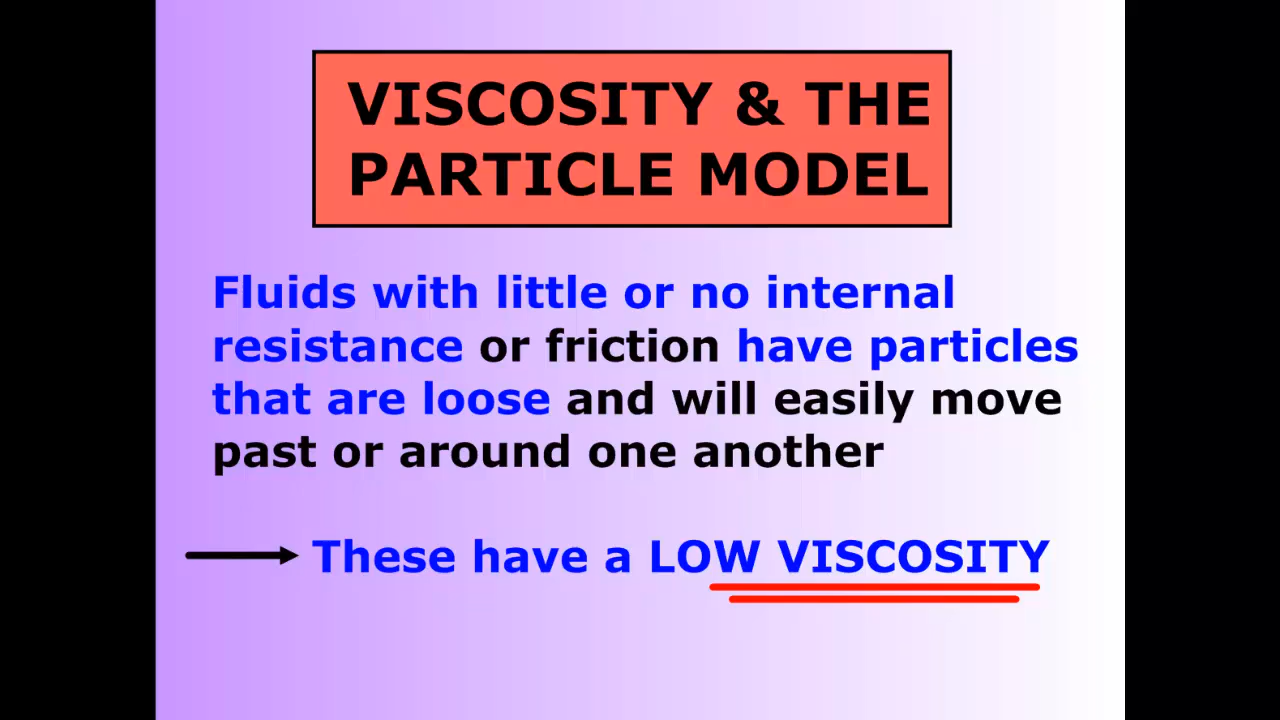 VISCOSITY & THE
PARTICLE MODEL
Fluids with little or no internal
resistance or friction have particles
that are loose and will easily move
past or around one another
These have a LOW VISCOSITY